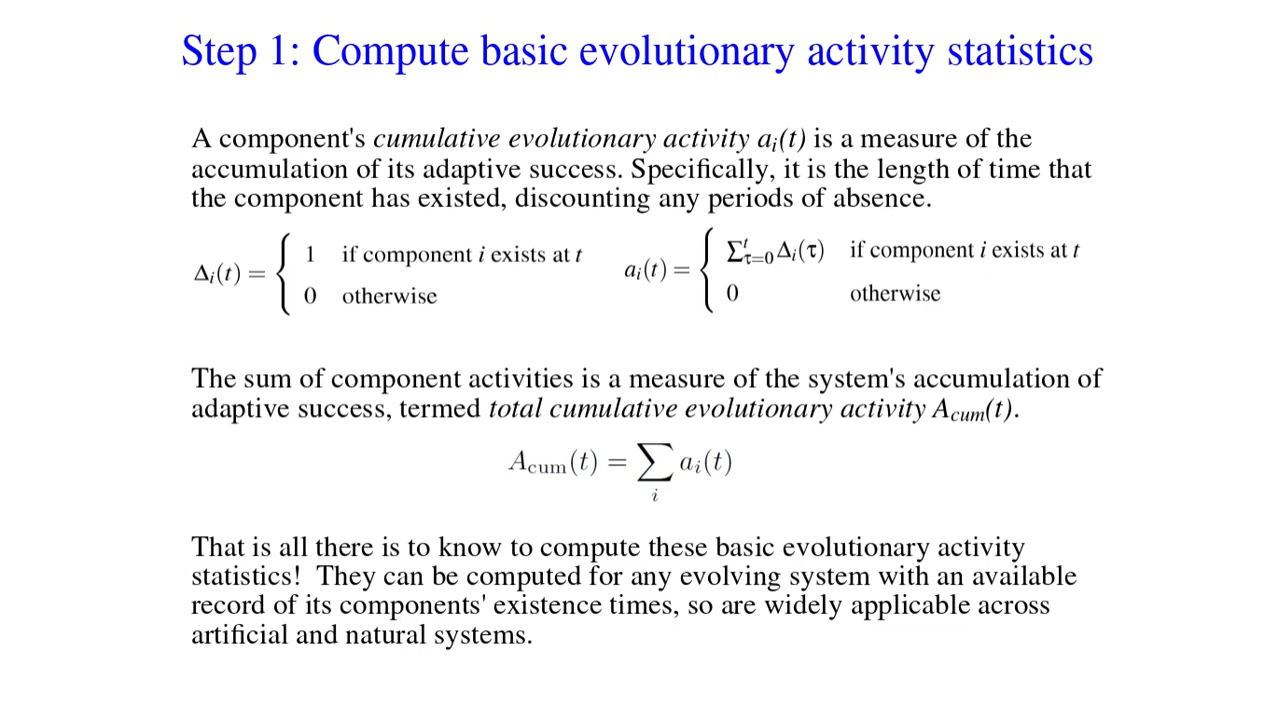 Step 1: Compute basic evolutionary activity statistics
A component's cumulative evolutionary activity aᵢ(t) is a measure of the
accumulation of its adaptive success. Specifically, it is the length of time that
the component has existed, discounting any periods of absence.
Δᵢ(t) = { 1 if component i exists at t
0 otherwise
aᵢ(t) = { Σᵗτ=0 Δᵢ(τ) if component i exists at t
0 otherwise
The sum of component activities is a measure of the system's accumulation of
adaptive success, termed total cumulative evolutionary activity A_cum(t).
A_cum(t) = ∑ᵢ aᵢ(t)
That is all there is to know to compute these basic evolutionary activity
statistics! They can be computed for any evolving system with an available
record of its components' existence times, so are widely applicable across
artificial and natural systems.